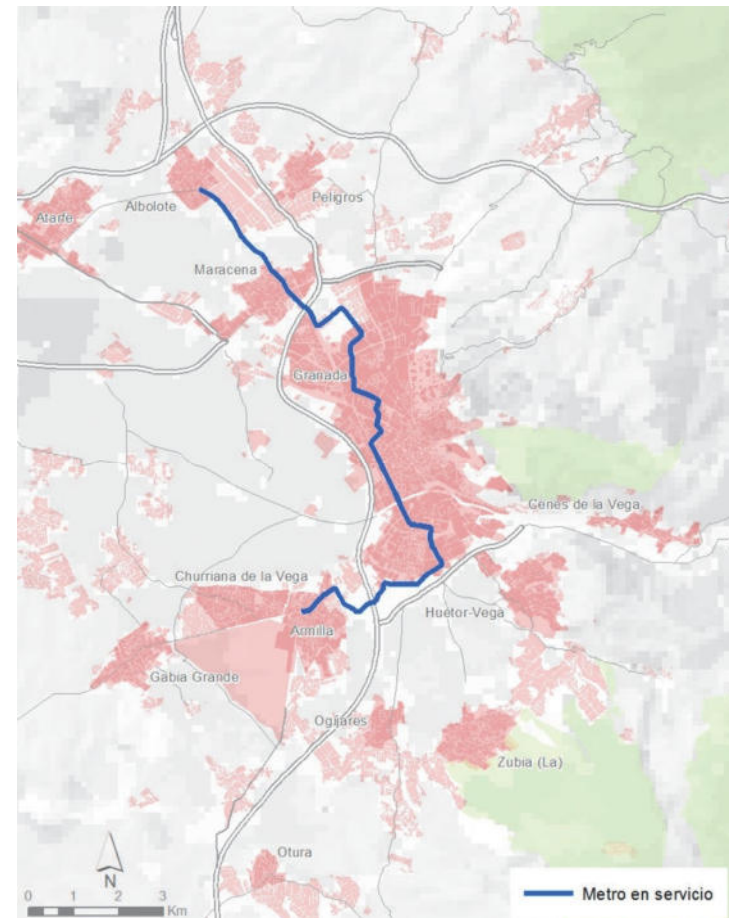 Peligros
Albolote
Atarfe
Maracena
Granada
Cenes de la Vega
Churriana de la Vega
Huétor-Vega
Armilla
Gabia Grande
Ogíjares
Zubia (La)
Otura
N
0 1 2 3
Km
Metro en servicio